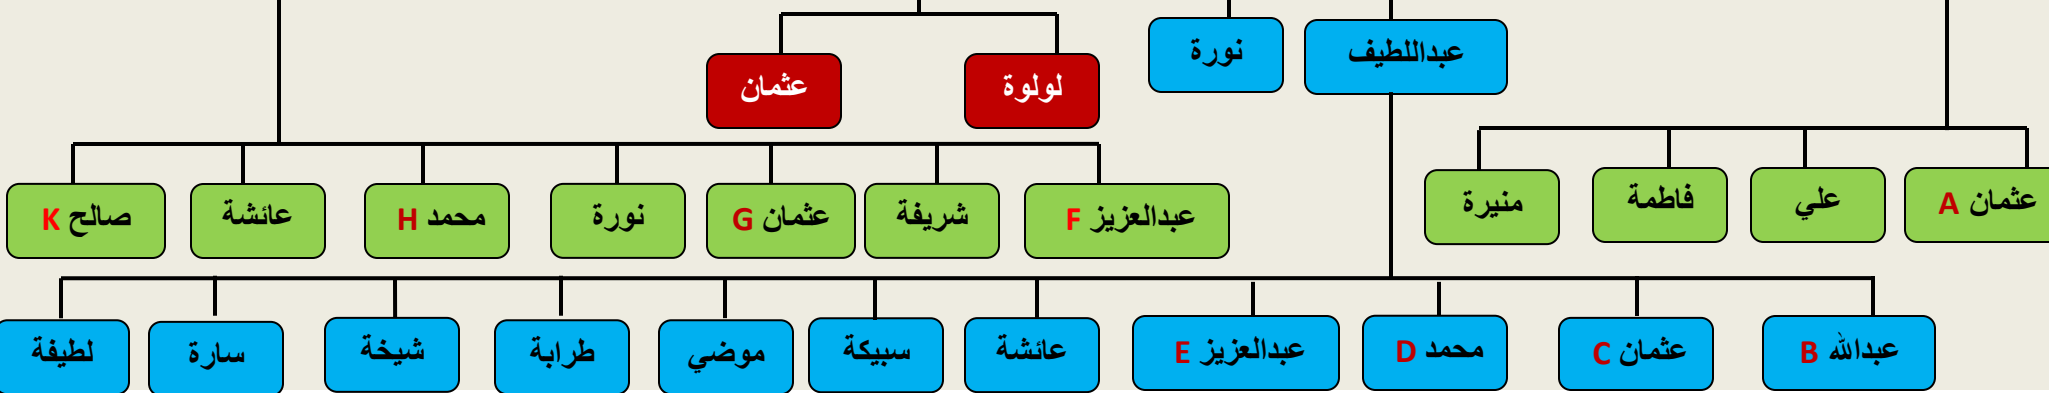 عبداللطيف
نورة
لولوة
عثمان
عثمان A
علي
فاطمة
منيرة
عبدالعزيز F
شريفة
عثمان G
نورة
محمد H
عائشة
صالح K
عبدالله B
عثمان C
محمد D
عبدالعزيز E
عائشة
سبيكة
موضي
طرابة
شيخة
سارة
لطيفة